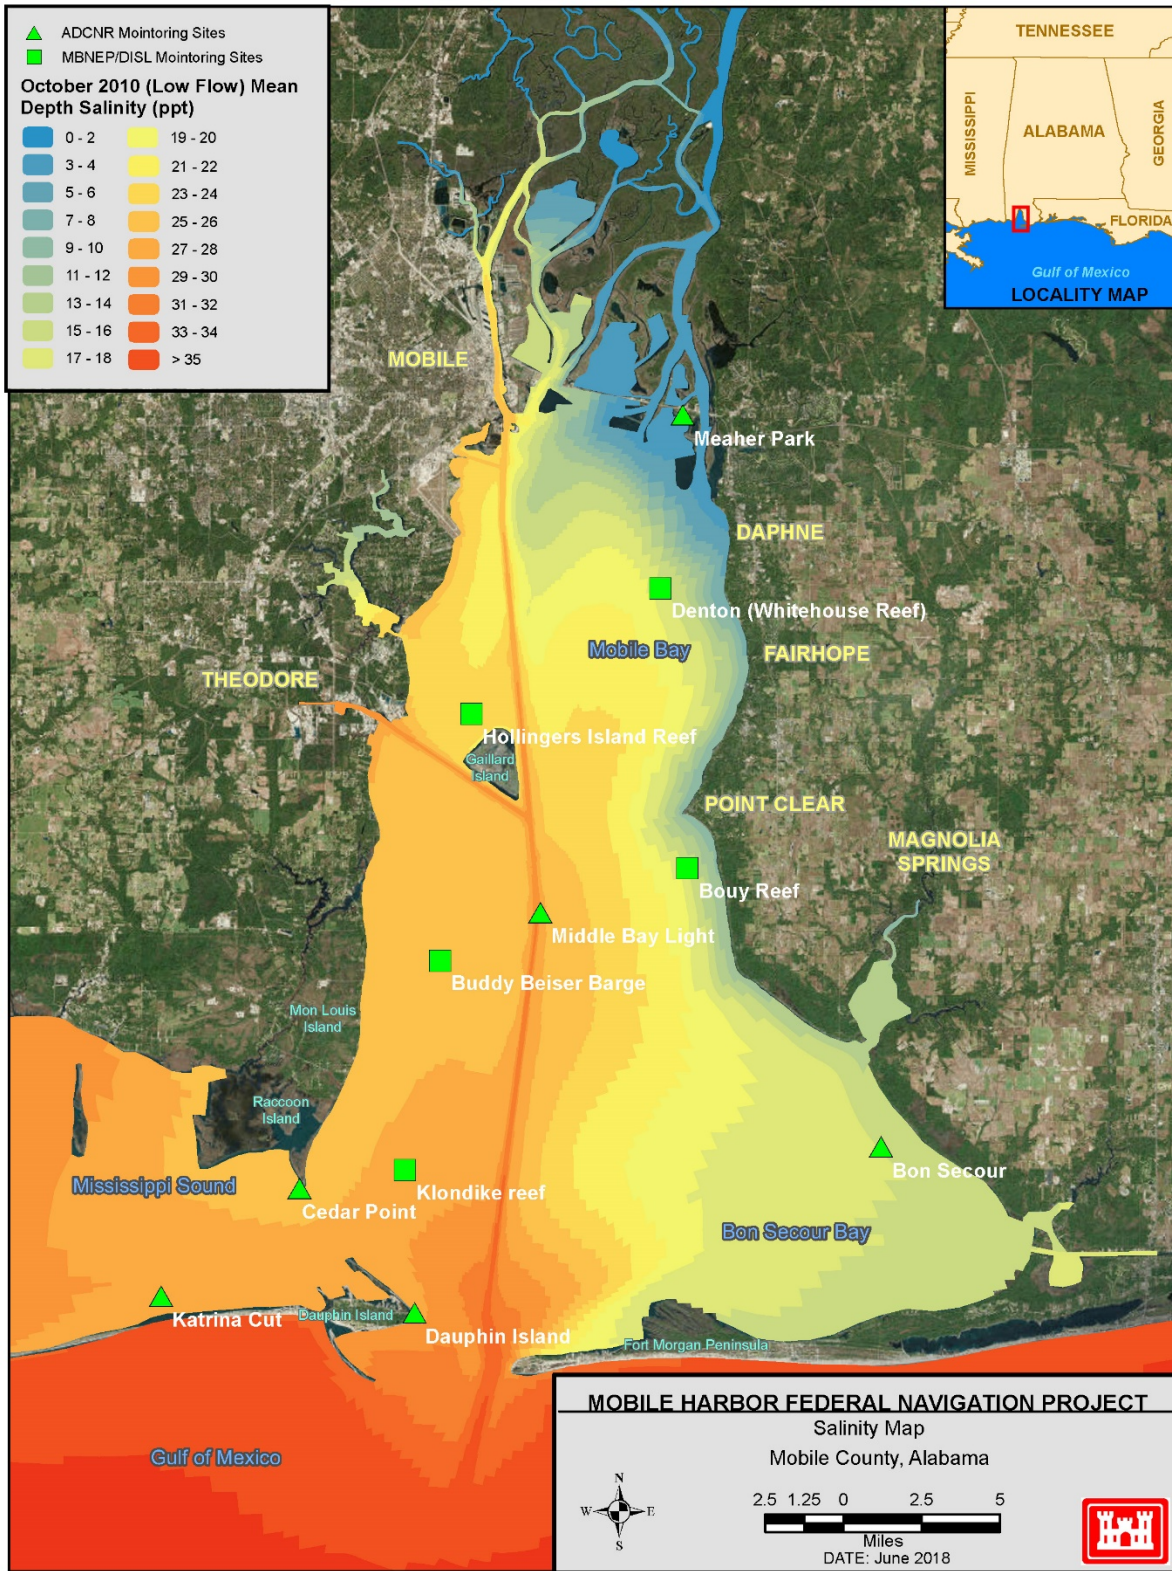 ADCNR Mointoring Sites
MBNEP/DISL Mointoring Sites
October 2010 (Low Flow) Mean
Depth Salinity (ppt)
0 - 2
3 - 4
5 - 6
7 - 8
9 - 10
11 - 12
13 - 14
15 - 16
17 - 18
19 - 20
21 - 22
23 - 24
25 - 26
27 - 28
29 - 30
31 - 32
33 - 34
> 35
TENNESSEE
MISSISSIPPI
ALABAMA
GEORGIA
FLORIDA
Gulf of Mexico
LOCALITY MAP
MOBILE
Meaher Park
DAPHNE
Denton (Whitehouse Reef)
Mobile Bay
FAIRHOPE
THEODORE
Hollingers Island Reef
Gaillard
Island
POINT CLEAR
MAGNOLIA
SPRINGS
Bouy Reef
Middle Bay Light
Buddy Beiser Barge
Mon Louis
Island
Raccoon
Island
Bon Secour
Mississippi Sound
Klondike reef
Cedar Point
Bon Secour Bay
Katrina Cut
Dauphin Island
Dauphin Island
Fort Morgan Peninsula
Gulf of Mexico
MOBILE HARBOR FEDERAL NAVIGATION PROJECT
Salinity Map
Mobile County, Alabama
N
W
E
S
2.5 1.25 0 2.5 5
Miles
DATE: June 2018